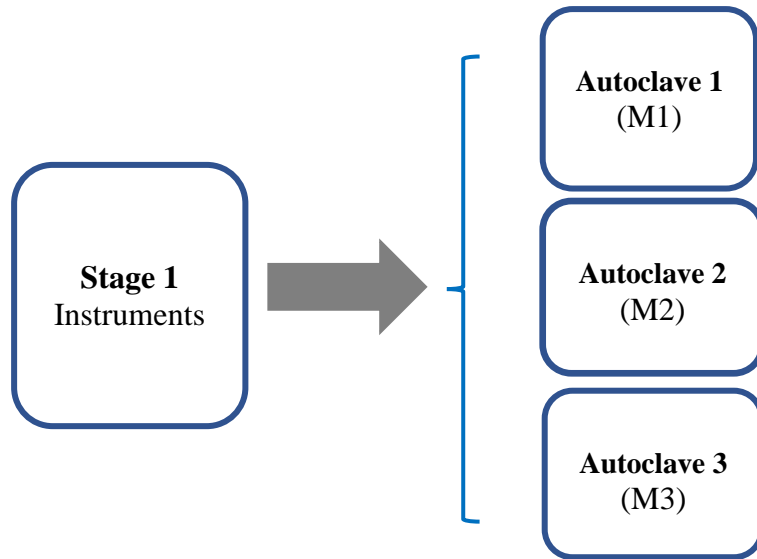 Stage 1
Instruments
Autoclave 1
(M1)
Autoclave 2
(M2)
Autoclave 3
(M3)